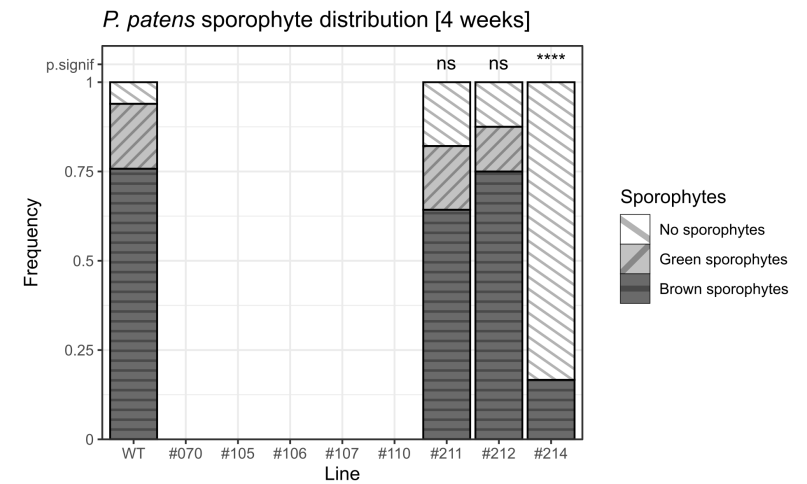 P. patens sporophyte distribution [4 weeks]
p.signif
ns ns ****
1
0.75
0.5
0.25
0
Frequency
WT #070 #105 #106 #107 #110 #211 #212 #214
Line
Sporophytes
No sporophytes
Green sporophytes
Brown sporophytes